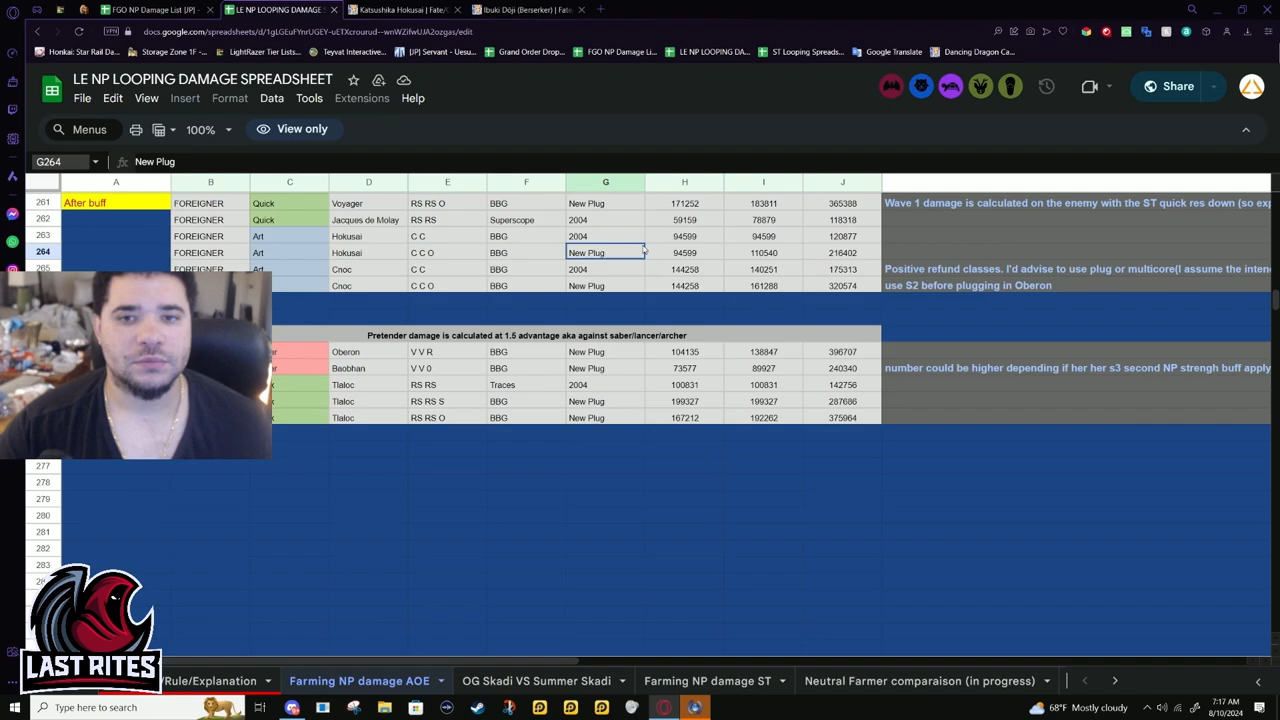 FGO NP Damage List [JP]
LE NP LOOPING DAMAGE S
Katsushika Hokusai | Fate/
Ibuki Dōji (Berserker) | Fate
VPN
docs.google.com/spreadsheets/d/
Honkai: Star Rail Da...
Storage Zone 1F -...
LightRazer Tier Lists...
Teyvat Interactive...
(JP) Servant - Uesu...
Grand Order Drop...
FGO NP Damage Li...
LE NP LOOPING DA...
ST Looping Spreads...
Google Translate
Dancing Dragon Ca...
LE NP LOOPING DAMAGE SPREADSHEET
File Edit View Insert Format Data Tools Extensions Help
Share
Menus 100% View only
G264 fx New Plug
A B C D E F G H I J
261 After buff FOREIGNER Quick Voyager RS RS O BBG New Plug 171252 183811 365388 Wave 1 damage is calculated on the enemy with the ST quick res down (so exp
262 FOREIGNER Quick Jacques de Molay RS RS Superscope 2004 59159 78879 118318
263 FOREIGNER Art Hokusai C C BBG 2004 94599 94599 120877
264 FOREIGNER Art Hokusai C C O BBG New Plug 94599 110540 216402
265 FOREIGNER Art Cnoc C C BBG 2004 144258 140251 175313 Positive refund classes. I'd advise to use plug or multicore(I assume the inten
FOREIGNER Art Cnoc C C O BBG New Plug 144258 161288 320574 use S2 before plugging in Oberon
Pretender damage is calculated at 1.5 advantage aka against saber/lancer/archer
Oberon V V R BBG New Plug 104135 138847 396707
Baobhan V V 0 BBG New Plug 73577 89927 240340 number could be higher depending if her her s3 second NP strengh buff apply
Tlaloc RS RS Traces 2004 100831 100831 142756
Tlaloc RS RS S BBG New Plug 199327 199327 287686
Tlaloc RS RS O BBG New Plug 167212 192262 375964
277
278
279
280
281
282
283
LAST RITES
/Rule/Explanation Farming NP damage AOE OG Skadi VS Summer Skadi Farming NP damage ST Neutral Farmer comparaison (in progress)
Type here to search
68°F Mostly cloudy
7:17 AM
8/10/2024